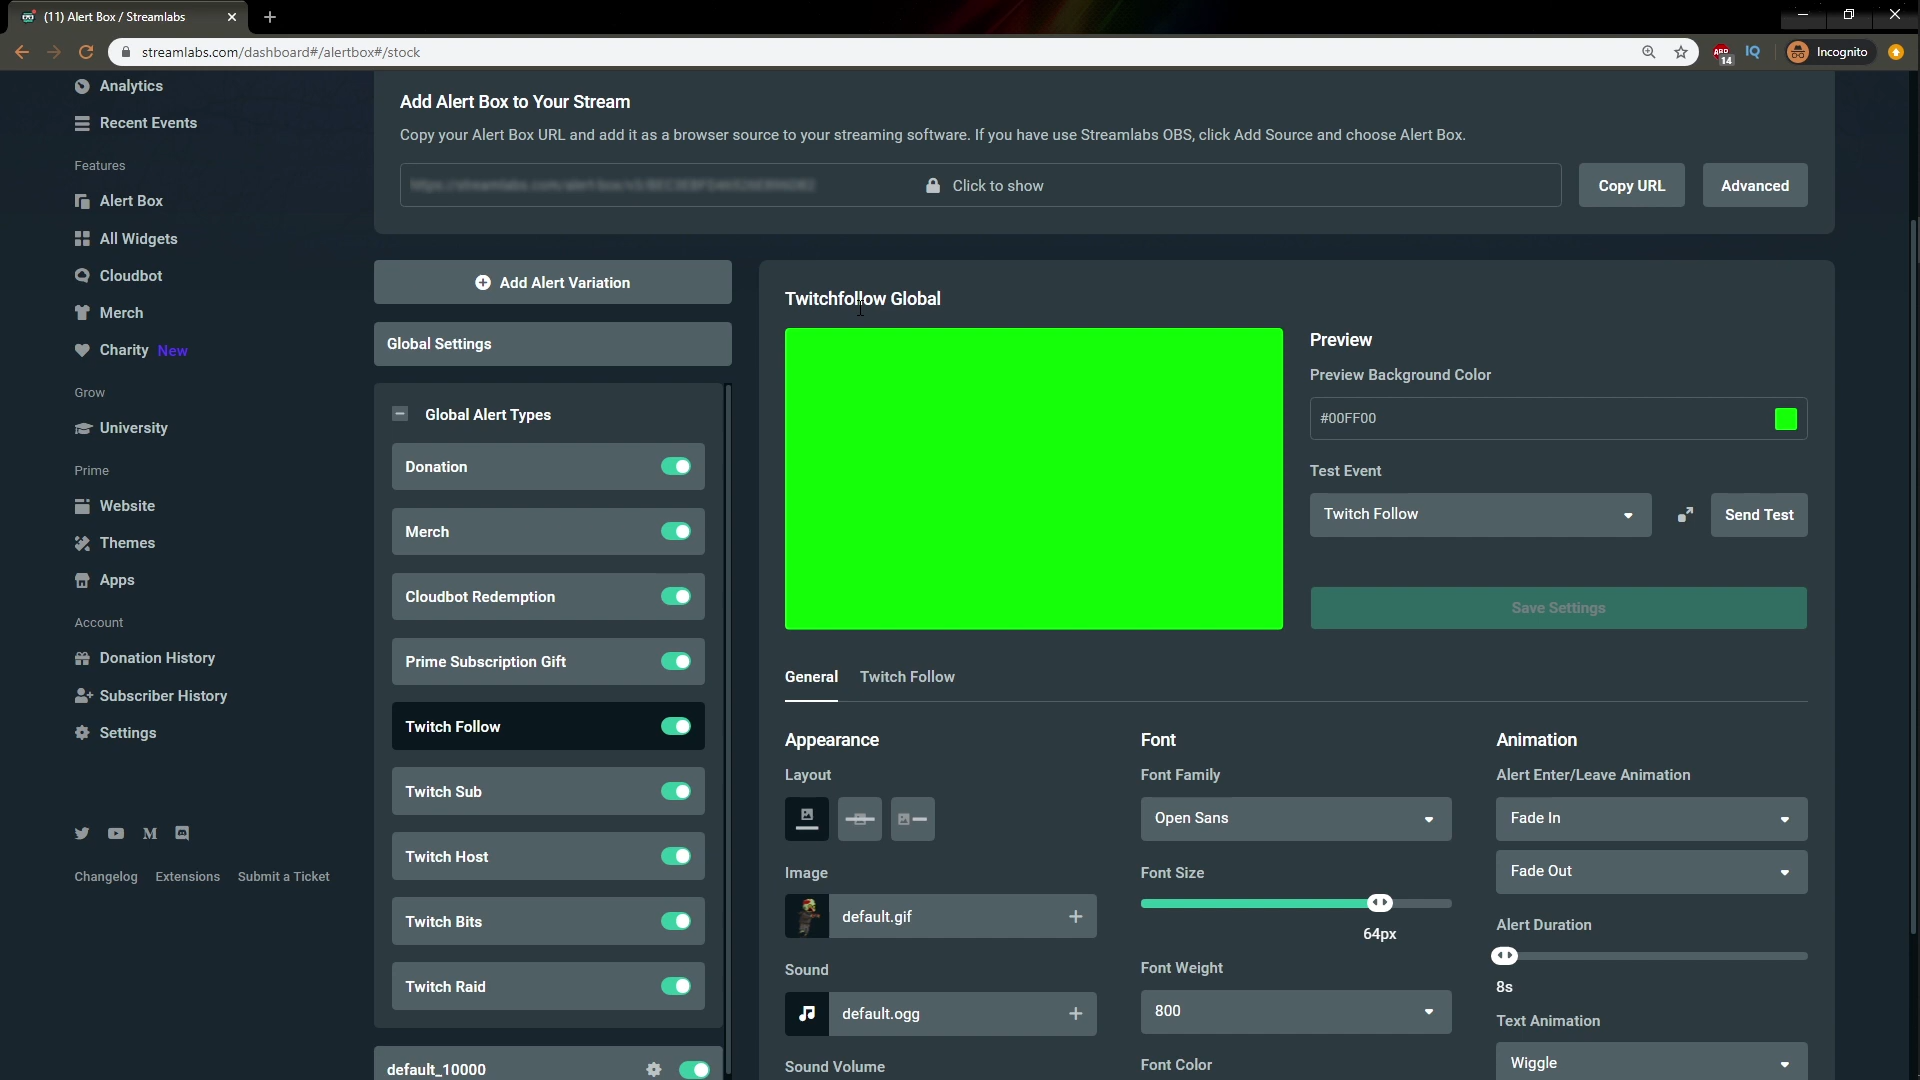 (11) Alert Box / Streamlabs
streamlabs.com/dashboard#/alertbox#/stock
ABP
14
IQ
Incognito
Analytics
Recent Events
Features
Alert Box
All Widgets
Cloudbot
Merch
Charity New
Grow
University
Prime
Website
Themes
Apps
Account
Donation History
Subscriber History
Settings
Changelog Extensions Submit a Ticket
Add Alert Box to Your Stream
Copy your Alert Box URL and add it as a browser source to your streaming software. If you have use Streamlabs OBS, click Add Source and choose Alert Box.
Click to show
Copy URL
Advanced
Add Alert Variation
Global Settings
Global Alert Types
Donation
Merch
Cloudbot Redemption
Prime Subscription Gift
Twitch Follow
Twitch Sub
Twitch Host
Twitch Bits
Twitch Raid
default_10000
Twitchfollow Global
Preview
Preview Background Color
#00FF00
Test Event
Twitch Follow
Send Test
Save Settings
General Twitch Follow
Appearance
Layout
Image
default.gif
Sound
default.ogg
Sound Volume
Font
Font Family
Open Sans
Font Size
64px
Font Weight
800
Font Color
Animation
Alert Enter/Leave Animation
Fade In
Fade Out
Alert Duration
8s
Text Animation
Wiggle